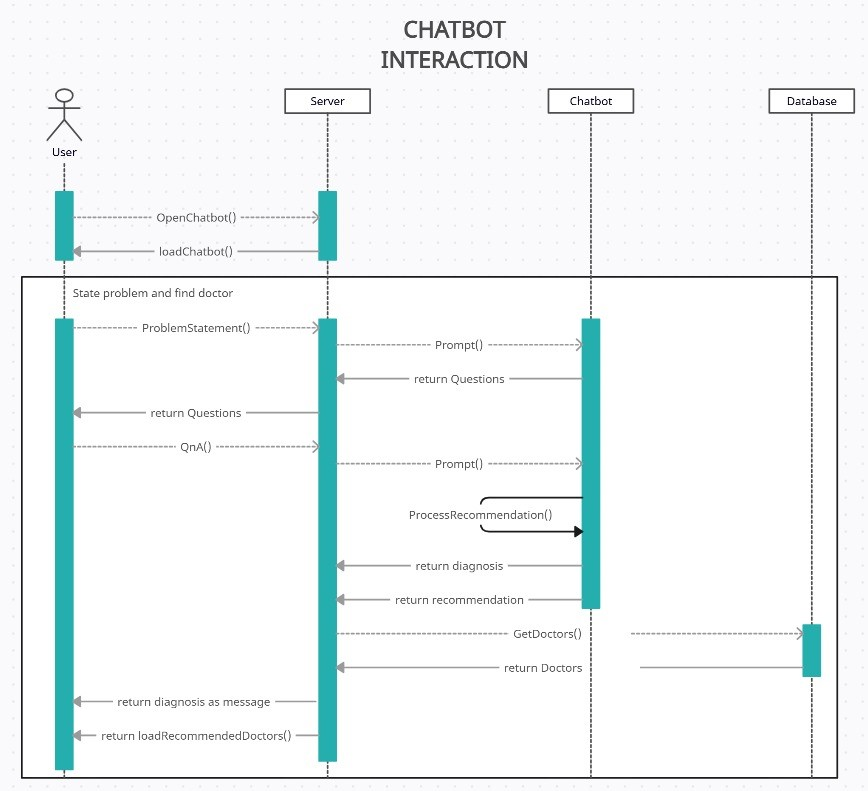 CHATBOT
INTERACTION
Server
Chatbot
Database
User
OpenChatbot()
loadChatbot()
State problem and find doctor
ProblemStatement()
Prompt()
return Questions
return Questions
QnA()
Prompt()
ProcessRecommendation()
return diagnosis
return recommendation
GetDoctors()
return Doctors
return diagnosis as message
return loadRecommendedDoctors()